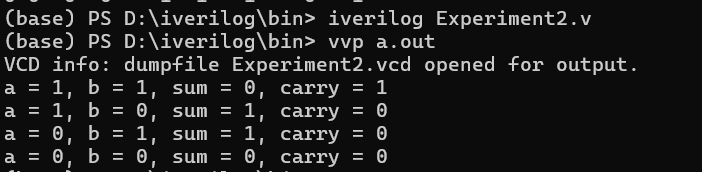 (base) PS D:\iverilog\bin> iverilog Experiment2.v
(base) PS D:\iverilog\bin> vvp a.out
VCD info: dumpfile Experiment2.vcd opened for output.
a = 1, b = 1, sum = 0, carry = 1
a = 1, b = 0, sum = 1, carry = 0
a = 0, b = 1, sum = 1, carry = 0
a = 0, b = 0, sum = 0, carry = 0